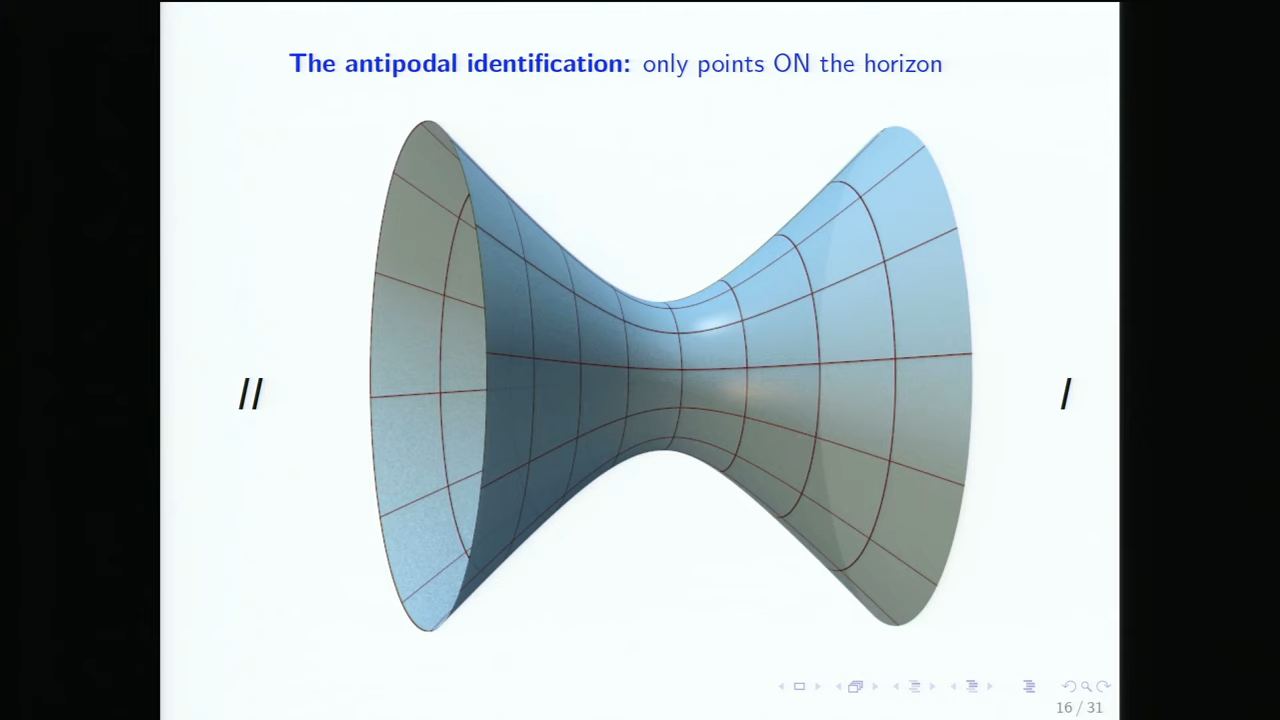 The antipodal identification: only points ON the horizon
II
I
16 / 31